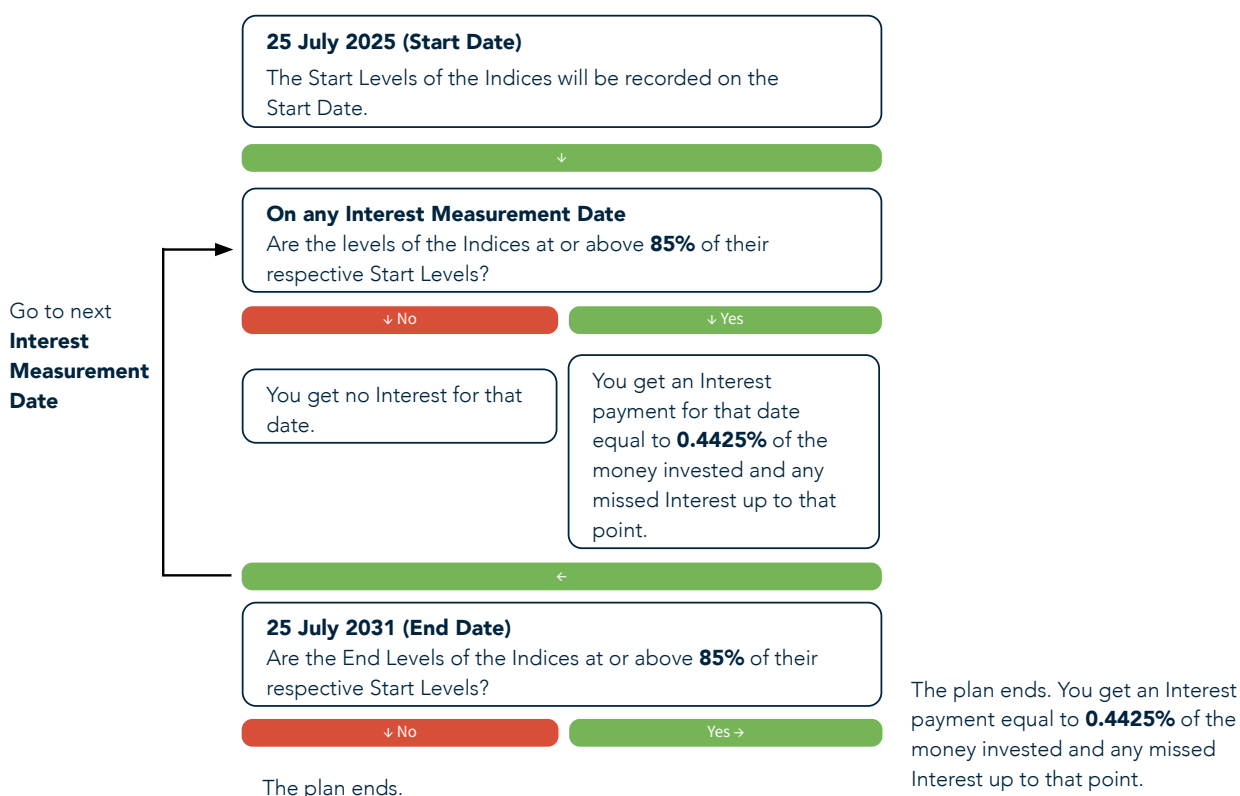 25 July 2025 (Start Date)
The Start Levels of the Indices will be recorded on the
Start Date.
↓
On any Interest Measurement Date
Are the levels of the Indices at or above 85% of their
respective Start Levels?
Go to next
Interest
Measurement
Date
↓ No
↓ Yes
You get no Interest for that
date.
You get an Interest
payment for that date
equal to 0.4425% of the
money invested and any
missed Interest up to that
point.
←
25 July 2031 (End Date)
Are the End Levels of the Indices at or above 85% of their
respective Start Levels?
↓ No
Yes →
The plan ends. You get an Interest
payment equal to 0.4425% of the
money invested and any missed
Interest up to that point.
The plan ends.